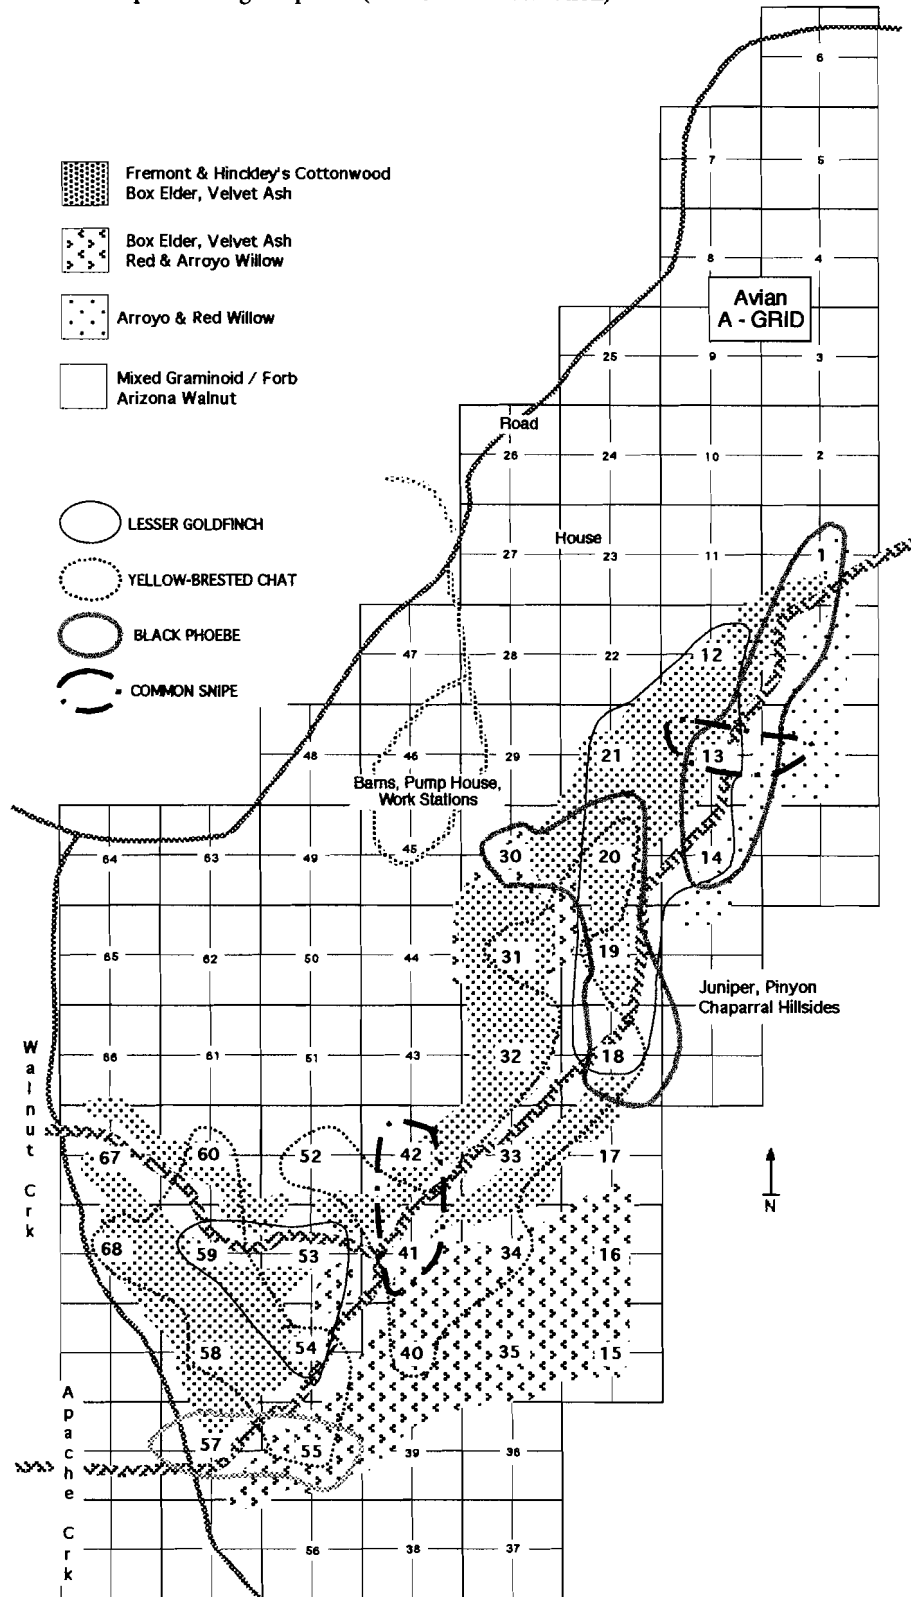 6
7 5
8 4
Fremont & Hinckley's Cottonwood
Box Elder, Velvet Ash
Box Elder, Velvet Ash
Red & Arroyo Willow
Arroyo & Red Willow
Mixed Graminoid / Forb
Arizona Walnut
Avian
A - GRID
25 9 3
Road
26 24 10 2
LESSER GOLDFINCH
YELLOW-BRESTED CHAT
BLACK PHOEBE
COMMON SNIPE
House
27 23 11 1
47 28 22 12
48 46 29 21 13
Barns, Pump House,
Work Stations
64 63 49 45 30 20 14
65 62 50 44 31 19
Juniper, Pinyon
Chaparral Hillsides
66 61 51 43 32 18
Walnut Crk
67 60 52 42 33 17
N
68 59 53 41 34 16
58 54 40 35 15
Apache Crk
57 55 39 36
56 38 37